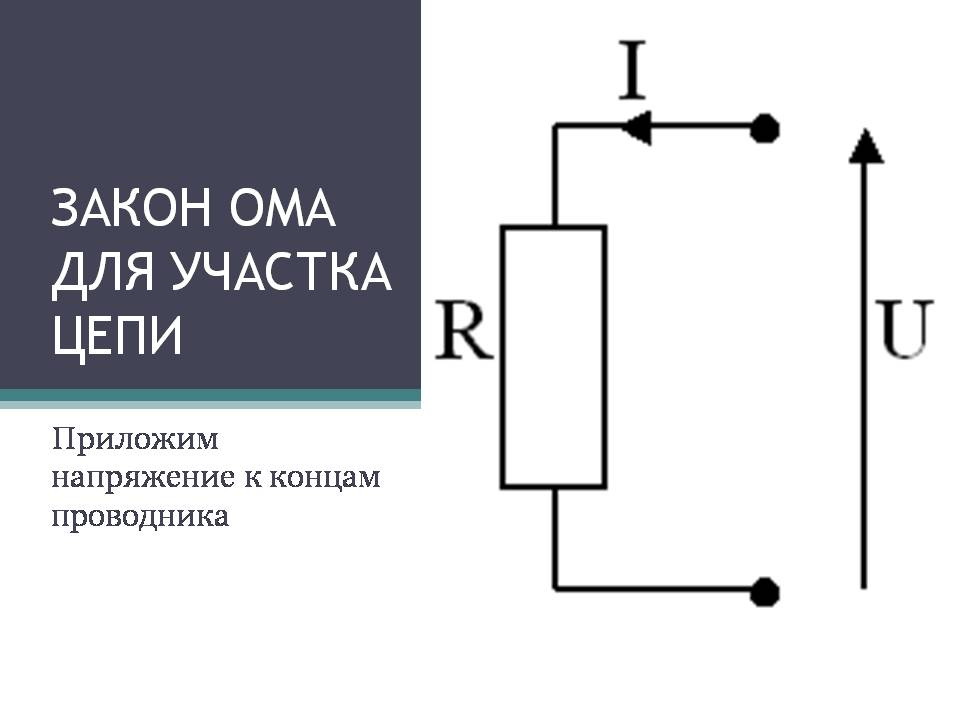 ЗАКОН ОМА
ДЛЯ УЧАСТКА
ЦЕПИ
Приложим
напряжение к концам
проводника
I
R
U